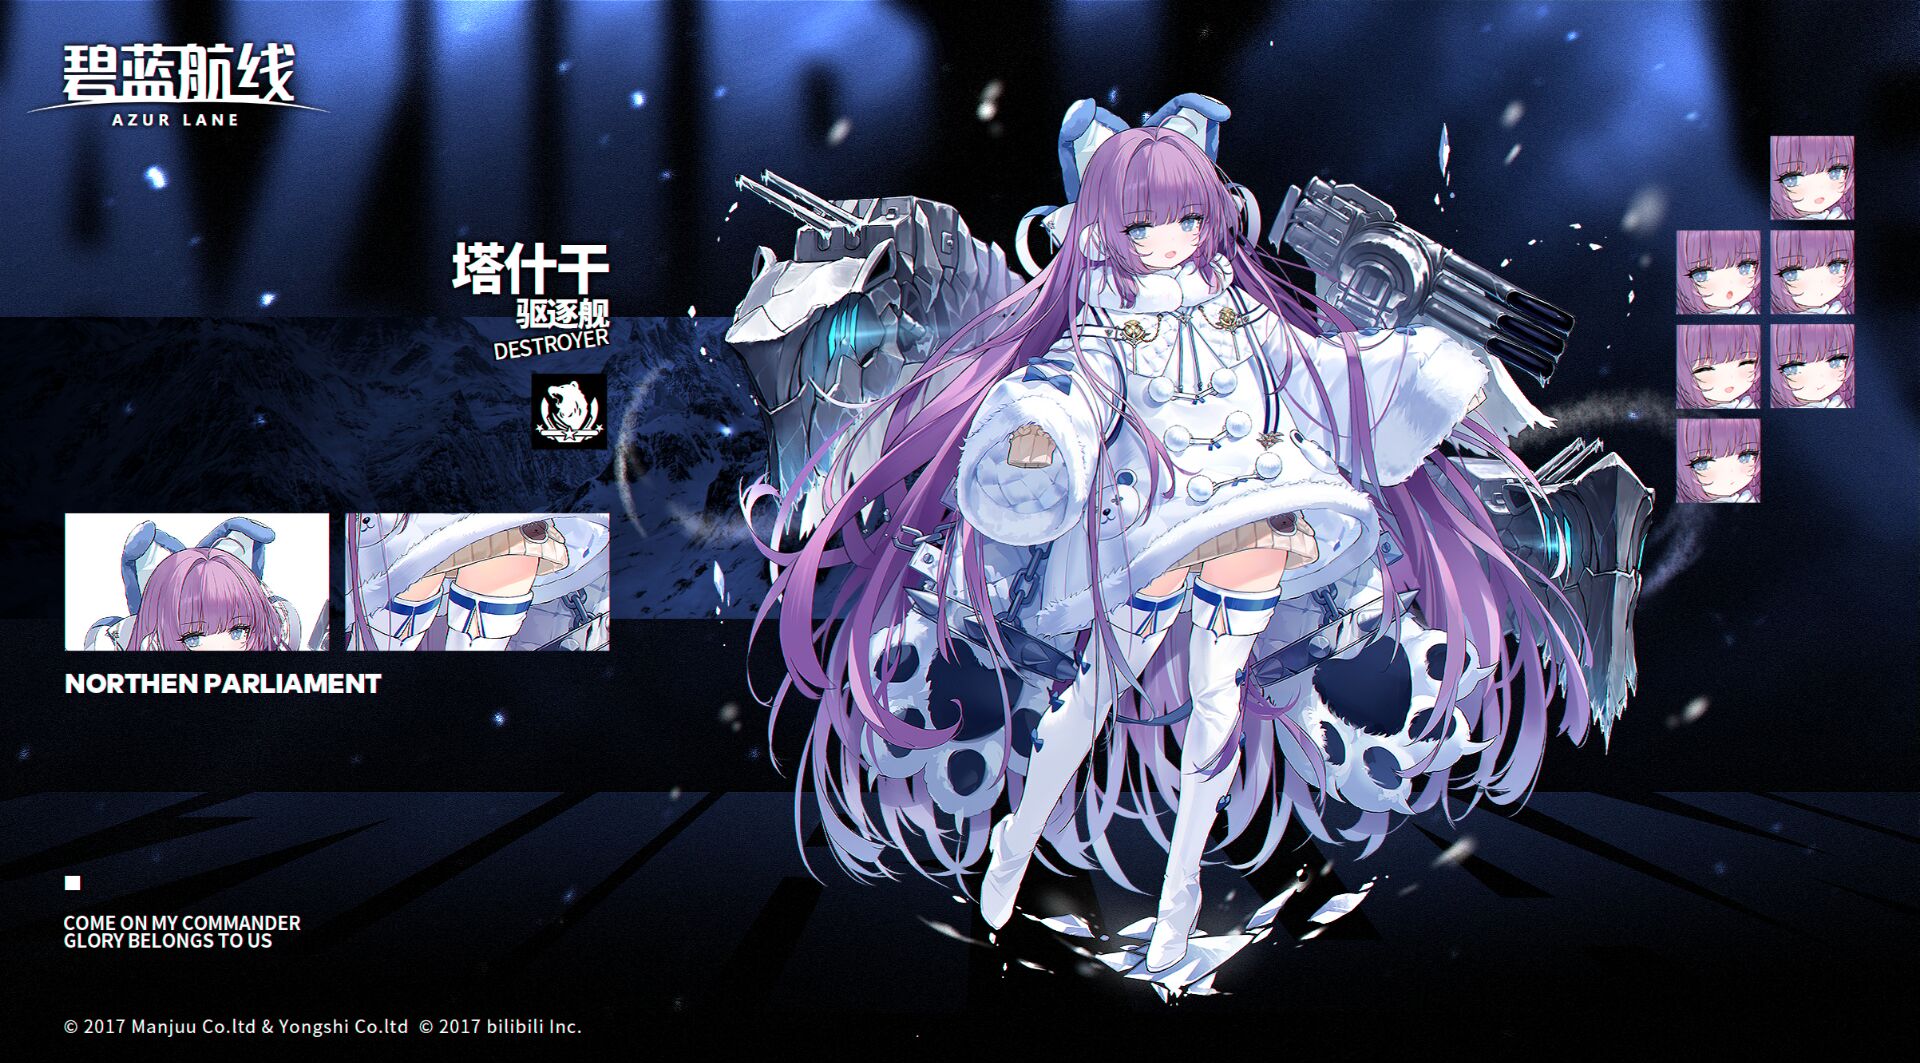 碧蓝航线
AZUR LANE
塔什干
驱逐舰
DESTROYER
NORTHEN PARLIAMENT
COME ON MY COMMANDER
GLORY BELONGS TO US
© 2017 Manjuu Co.ltd & Yongshi Co.ltd © 2017 bilibili Inc.